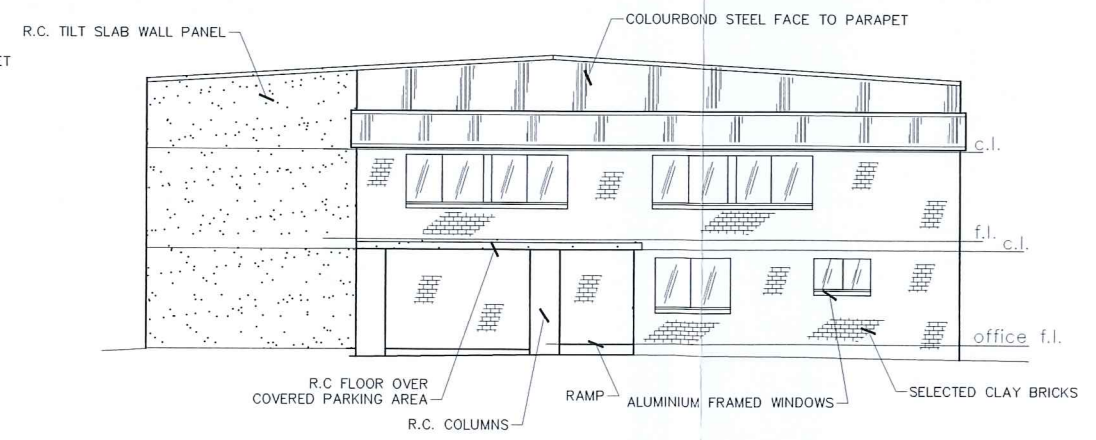 COLOURBOND STEEL FACE TO PARAPET
R.C. TILT SLAB WALL PANEL
ET
c.l.
f.l.
c.l.
office f.l.
R.C FLOOR OVER
COVERED PARKING AREA
RAMP
ALUMINIUM FRAMED WINDOWS
SELECTED CLAY BRICKS
R.C. COLUMNS